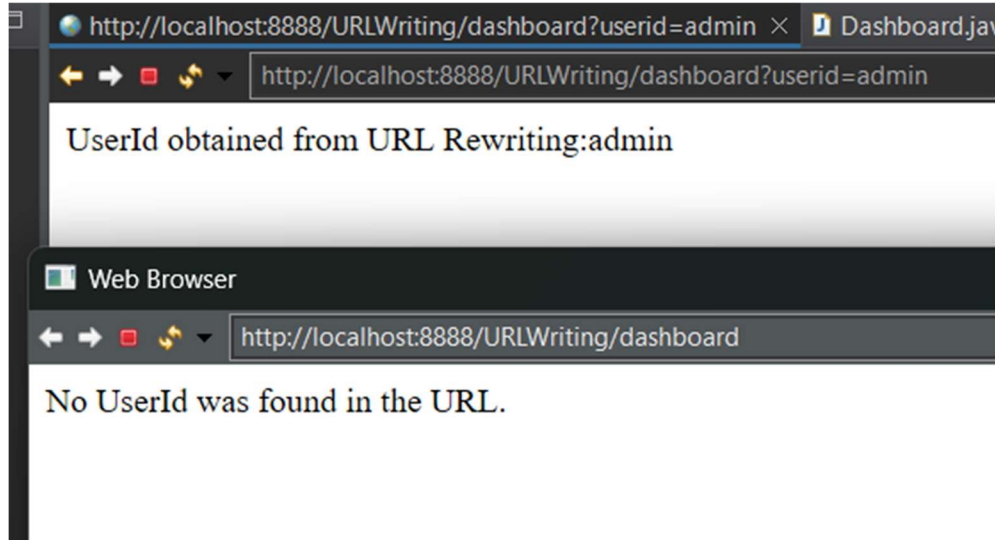 http://localhost:8888/URLWriting/dashboard?userid=admin Dashboard.jav
http://localhost:8888/URLWriting/dashboard?userid=admin
UserId obtained from URL Rewriting:admin
Web Browser
http://localhost:8888/URLWriting/dashboard
No UserId was found in the URL.